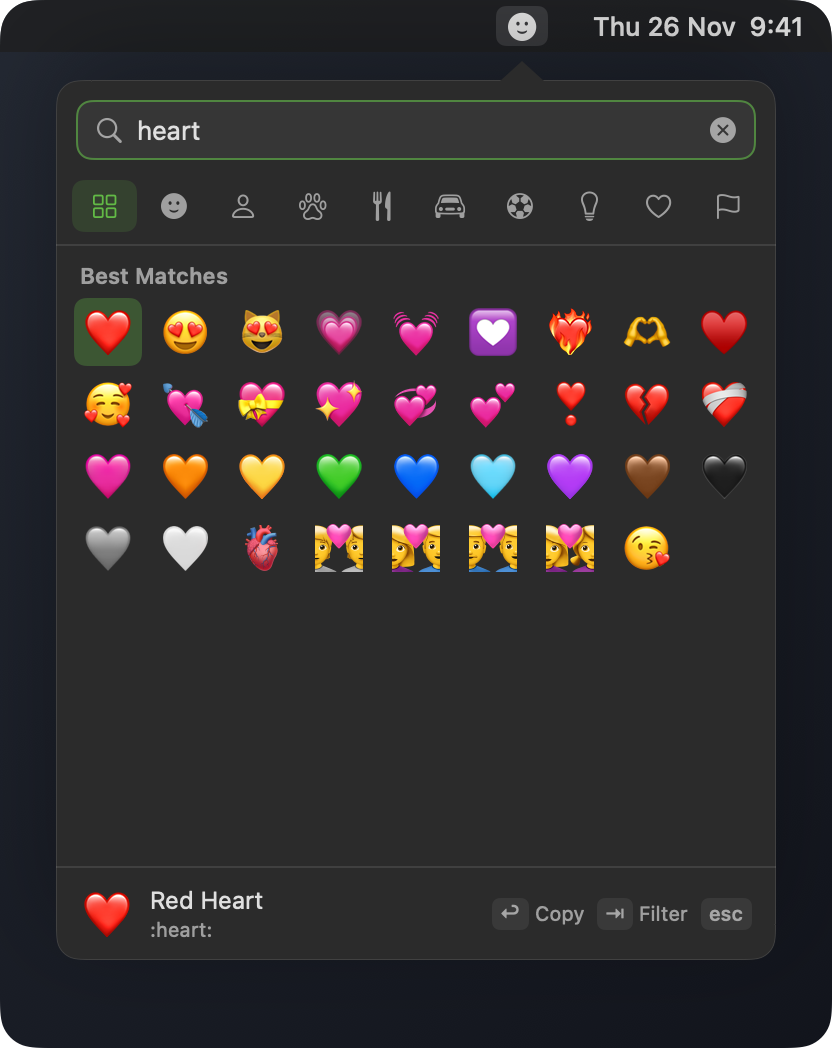 Thu 26 Nov 9:41
heart
Best Matches
Red Heart
:heart:
Copy Filter esc